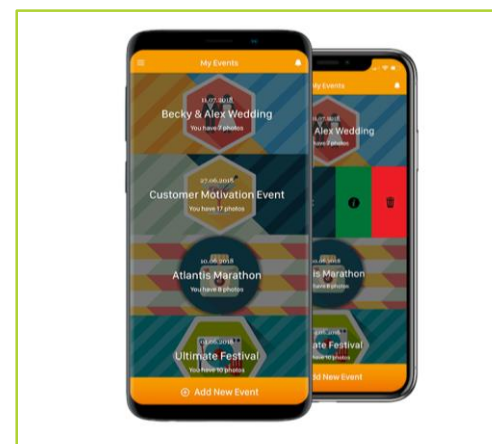 My Events
11.07.2018
Becky & Alex Wedding
You have 7 photos
27.06.2018
Customer Motivation Event
You have 17 photos
10.06.2018
Atlantis Marathon
You have 8 photos
Ultimate Festival
You have 10 photos
Add New Event
My Events
Alex Wedding
Marathon
Festival
New Event